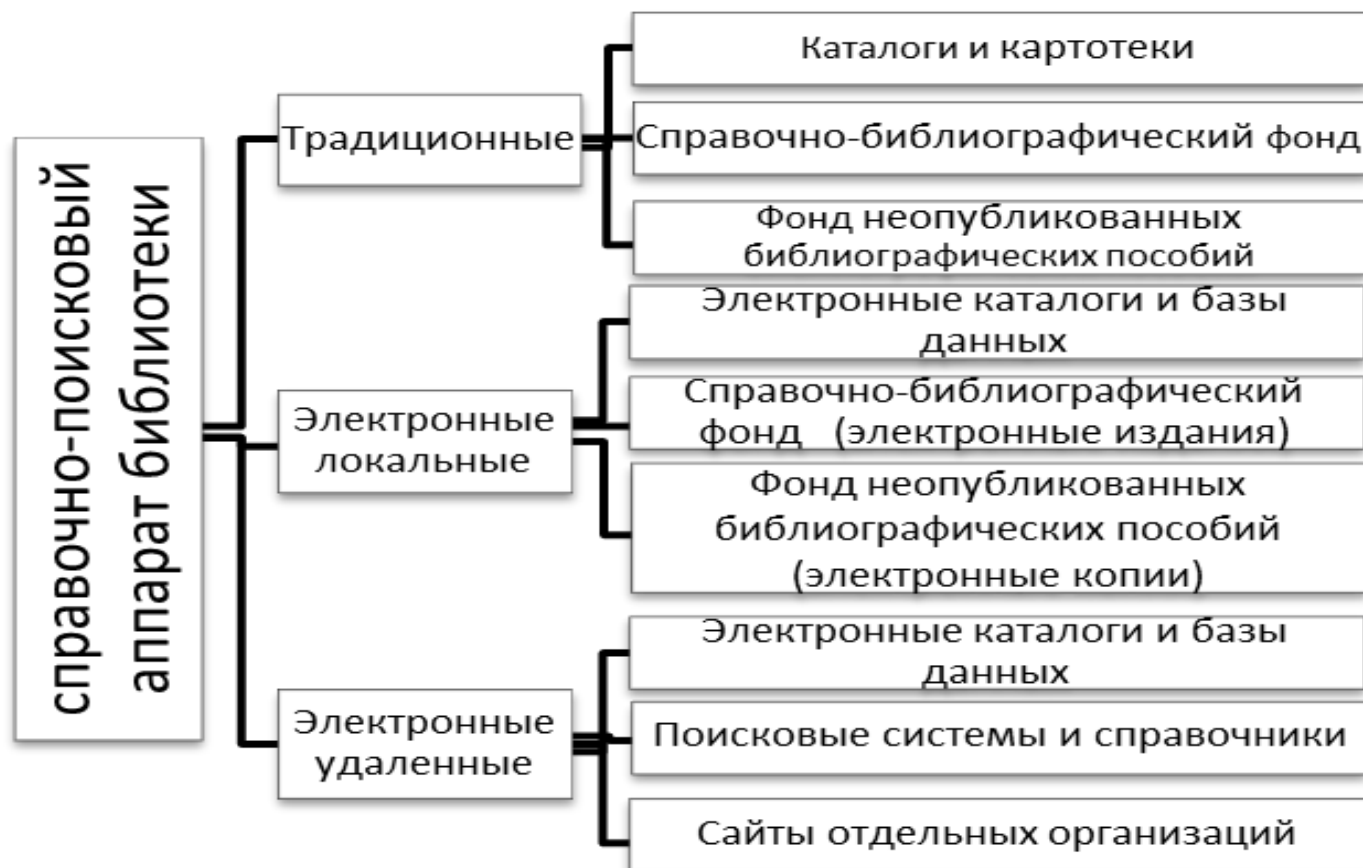 справочно-поисковый
аппарат библиотеки
Традиционные
Каталоги и картотеки
Справочно-библиографический фонд
Фонд неопубликованных
библиографических пособий
Электронные
локальные
Электронные каталоги и базы
данных
Справочно-библиографический
фонд (электронные издания)
Фонд неопубликованных
библиографических пособий
(электронные копии)
Электронные
удаленные
Электронные каталоги и базы
данных
Поисковые системы и справочники
Сайты отдельных организаций